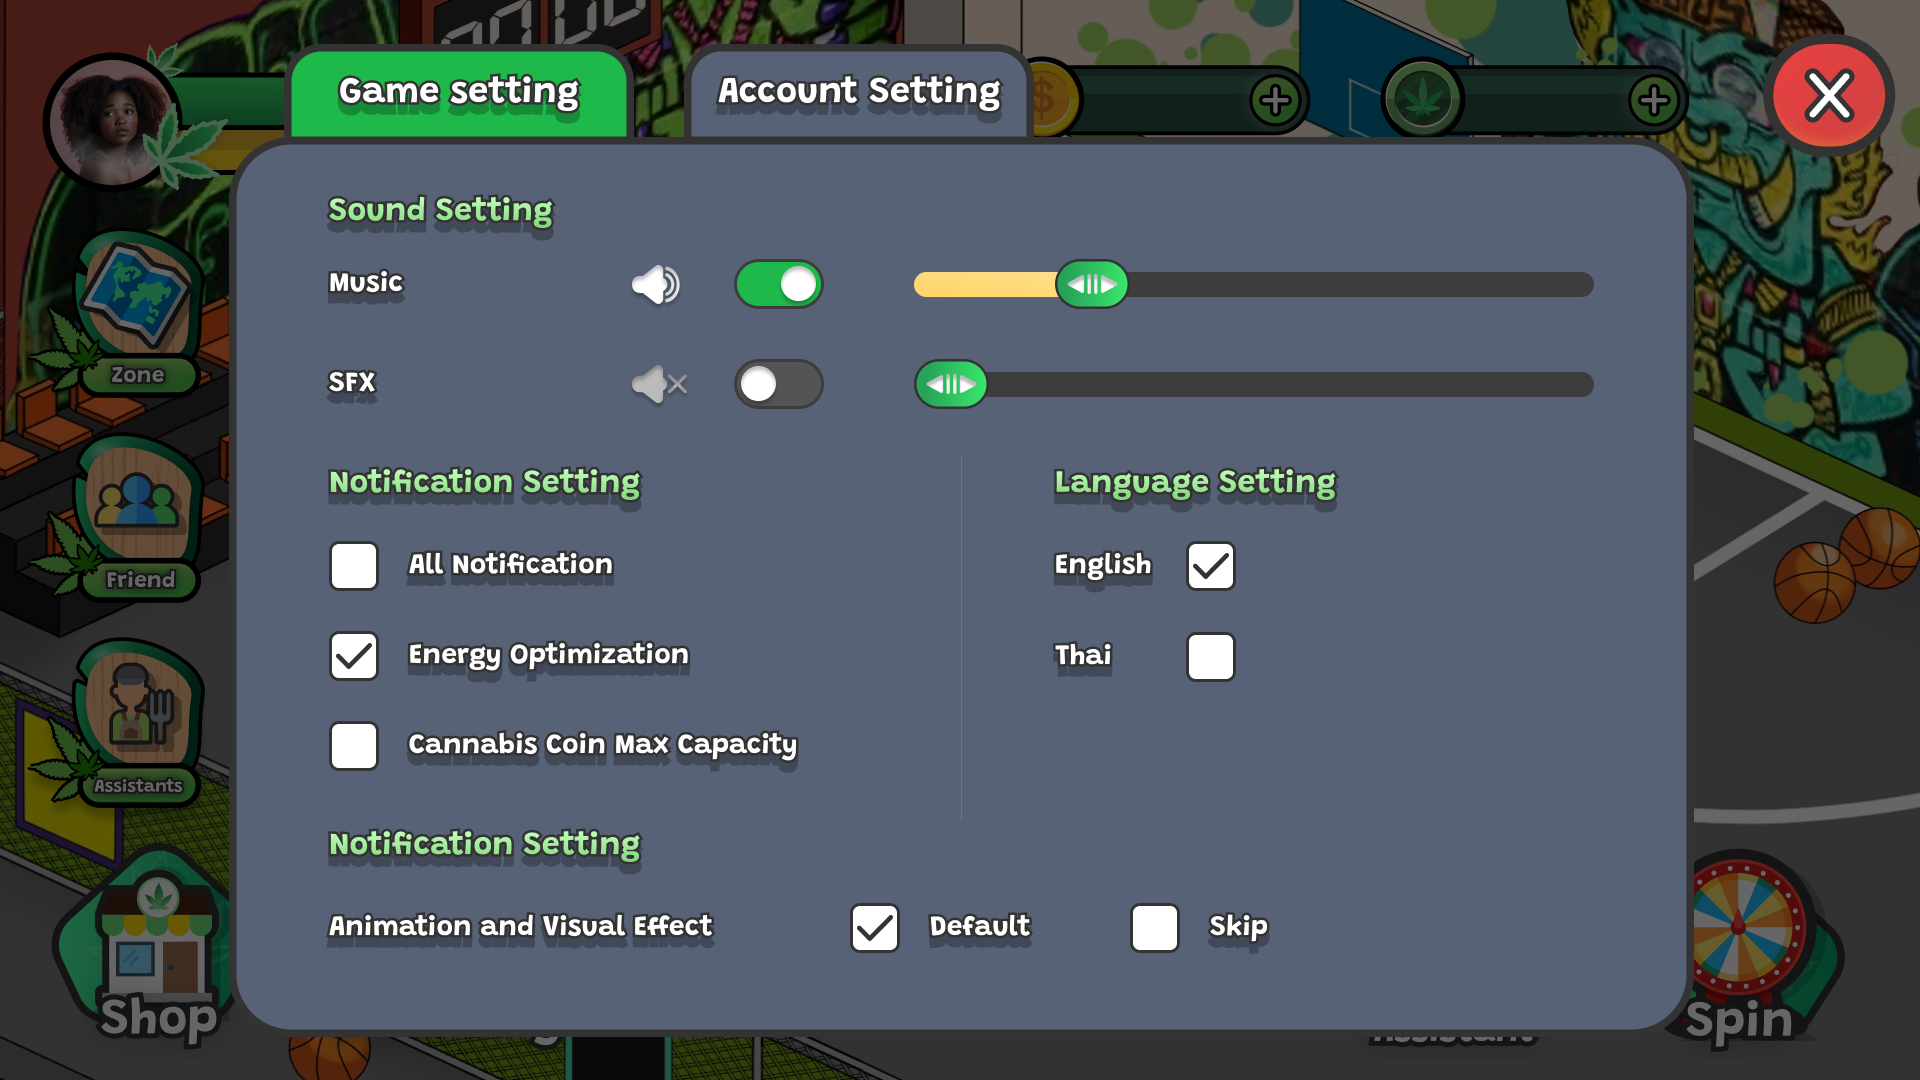 Game setting
Account Setting
Sound Setting
Music
SFX
Zone
Notification Setting
Language Setting
All Notification
English
Friend
Energy Optimization
Thai
Cannabis Coin Max Capacity
Assistants
Notification Setting
Animation and Visual Effect
Default
Skip
Shop
Spin